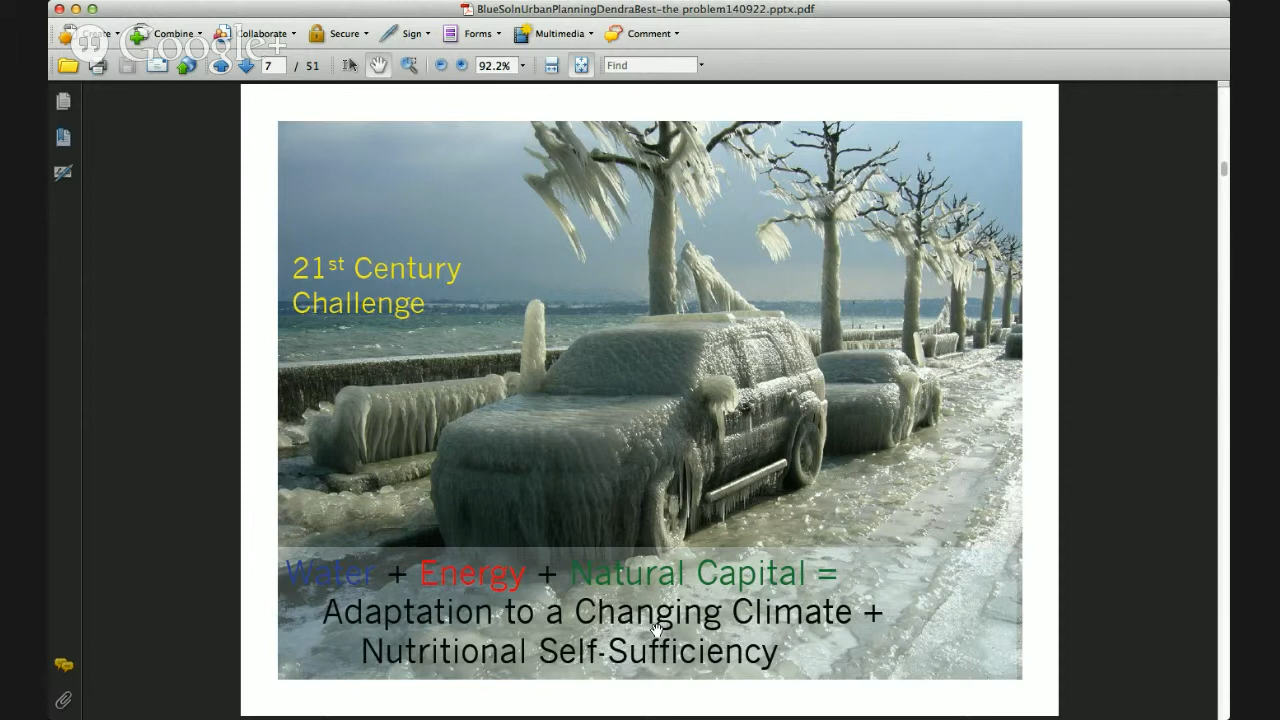 BlueSolnUrbanPlanningDendraBest-the problem140922.pptx.pdf
Create Combine Collaborate Secure Sign Forms Multimedia Comment
Google+
7 / 51 92.2% Find
21st Century
Challenge
Water + Energy + Natural Capital =
Adaptation to a Changing Climate +
Nutritional Self-Sufficiency